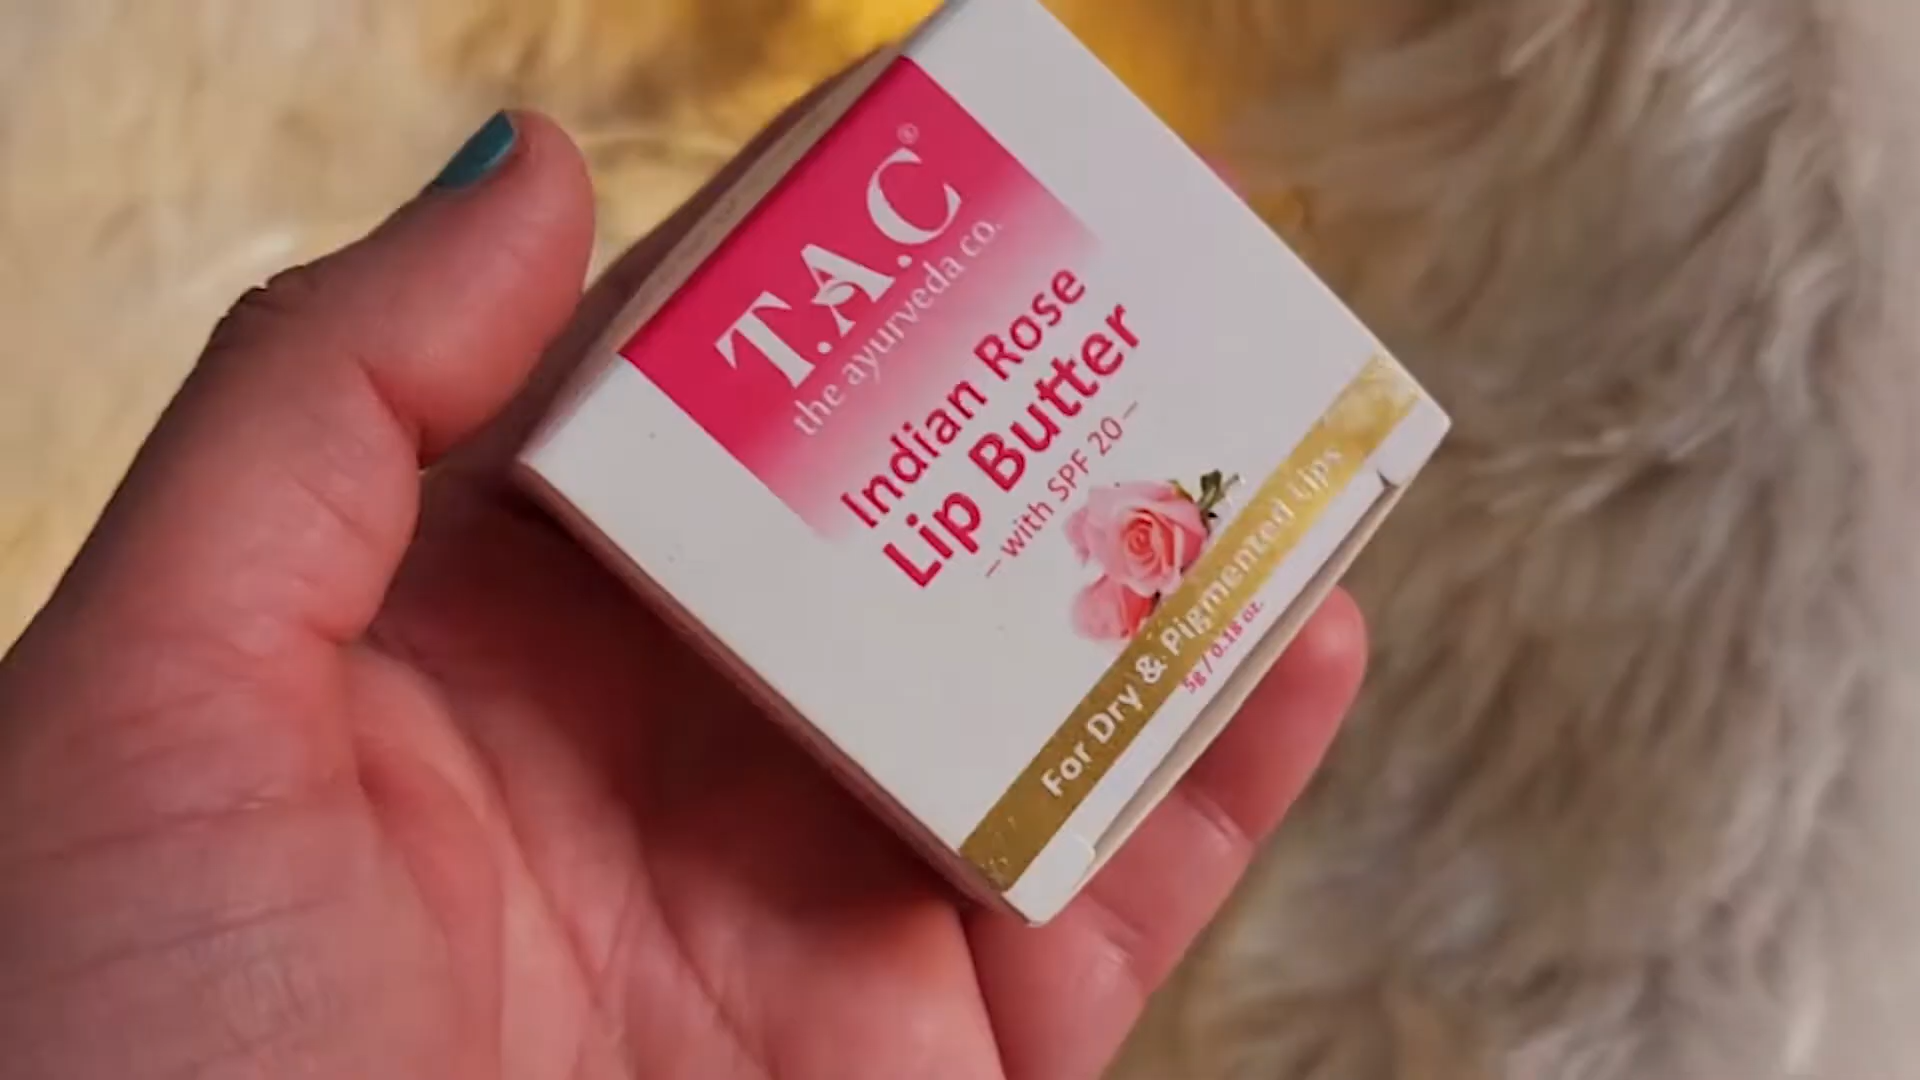 T.A.C®
the ayurveda co.
Indian Rose
Lip Butter
–with SPF 20–
For Dry & Pigmented Lips
5g / 0.18 oz.